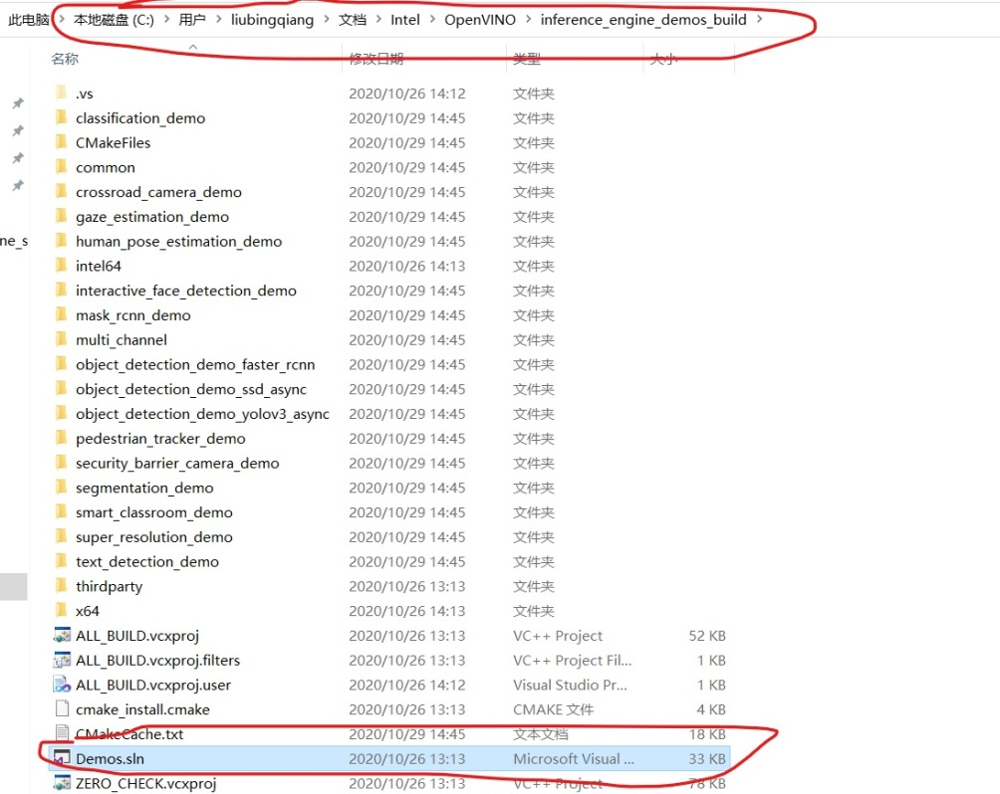 此电脑 > 本地磁盘 (C:) > 用户 > liubingqiang > 文档 > Intel > OpenVINO > inference_engine_demos_build >
名称 修改日期 类型 大小
.vs 2020/10/26 14:12 文件夹
classification_demo 2020/10/29 14:45 文件夹
CMakeFiles 2020/10/29 14:45 文件夹
common 2020/10/29 14:45 文件夹
crossroad_camera_demo 2020/10/29 14:45 文件夹
gaze_estimation_demo 2020/10/29 14:45 文件夹
ne_s human_pose_estimation_demo 2020/10/29 14:45 文件夹
intel64 2020/10/26 14:13 文件夹
interactive_face_detection_demo 2020/10/29 14:45 文件夹
mask_rcnn_demo 2020/10/29 14:45 文件夹
multi_channel 2020/10/29 14:45 文件夹
object_detection_demo_faster_rcnn 2020/10/29 14:45 文件夹
object_detection_demo_ssd_async 2020/10/29 14:45 文件夹
object_detection_demo_yolov3_async 2020/10/29 14:45 文件夹
pedestrian_tracker_demo 2020/10/29 14:45 文件夹
security_barrier_camera_demo 2020/10/29 14:45 文件夹
segmentation_demo 2020/10/29 14:45 文件夹
smart_classroom_demo 2020/10/29 14:45 文件夹
super_resolution_demo 2020/10/29 14:45 文件夹
text_detection_demo 2020/10/29 14:45 文件夹
thirdparty 2020/10/26 13:13 文件夹
x64 2020/10/26 14:13 文件夹
ALL_BUILD.vcxproj 2020/10/26 13:13 VC++ Project 52 KB
ALL_BUILD.vcxproj.filters 2020/10/26 13:13 VC++ Project Fil... 1 KB
ALL_BUILD.vcxproj.user 2020/10/26 14:12 Visual Studio Pr... 1 KB
cmake_install.cmake 2020/10/26 13:13 CMAKE 文件 4 KB
CMakeCache.txt 2020/10/29 14:45 文本文档 18 KB
Demos.sln 2020/10/26 13:13 Microsoft Visual ... 33 KB
ZERO_CHECK.vcxproj 2020/10/26 13:13 VC++ Project 78 KB